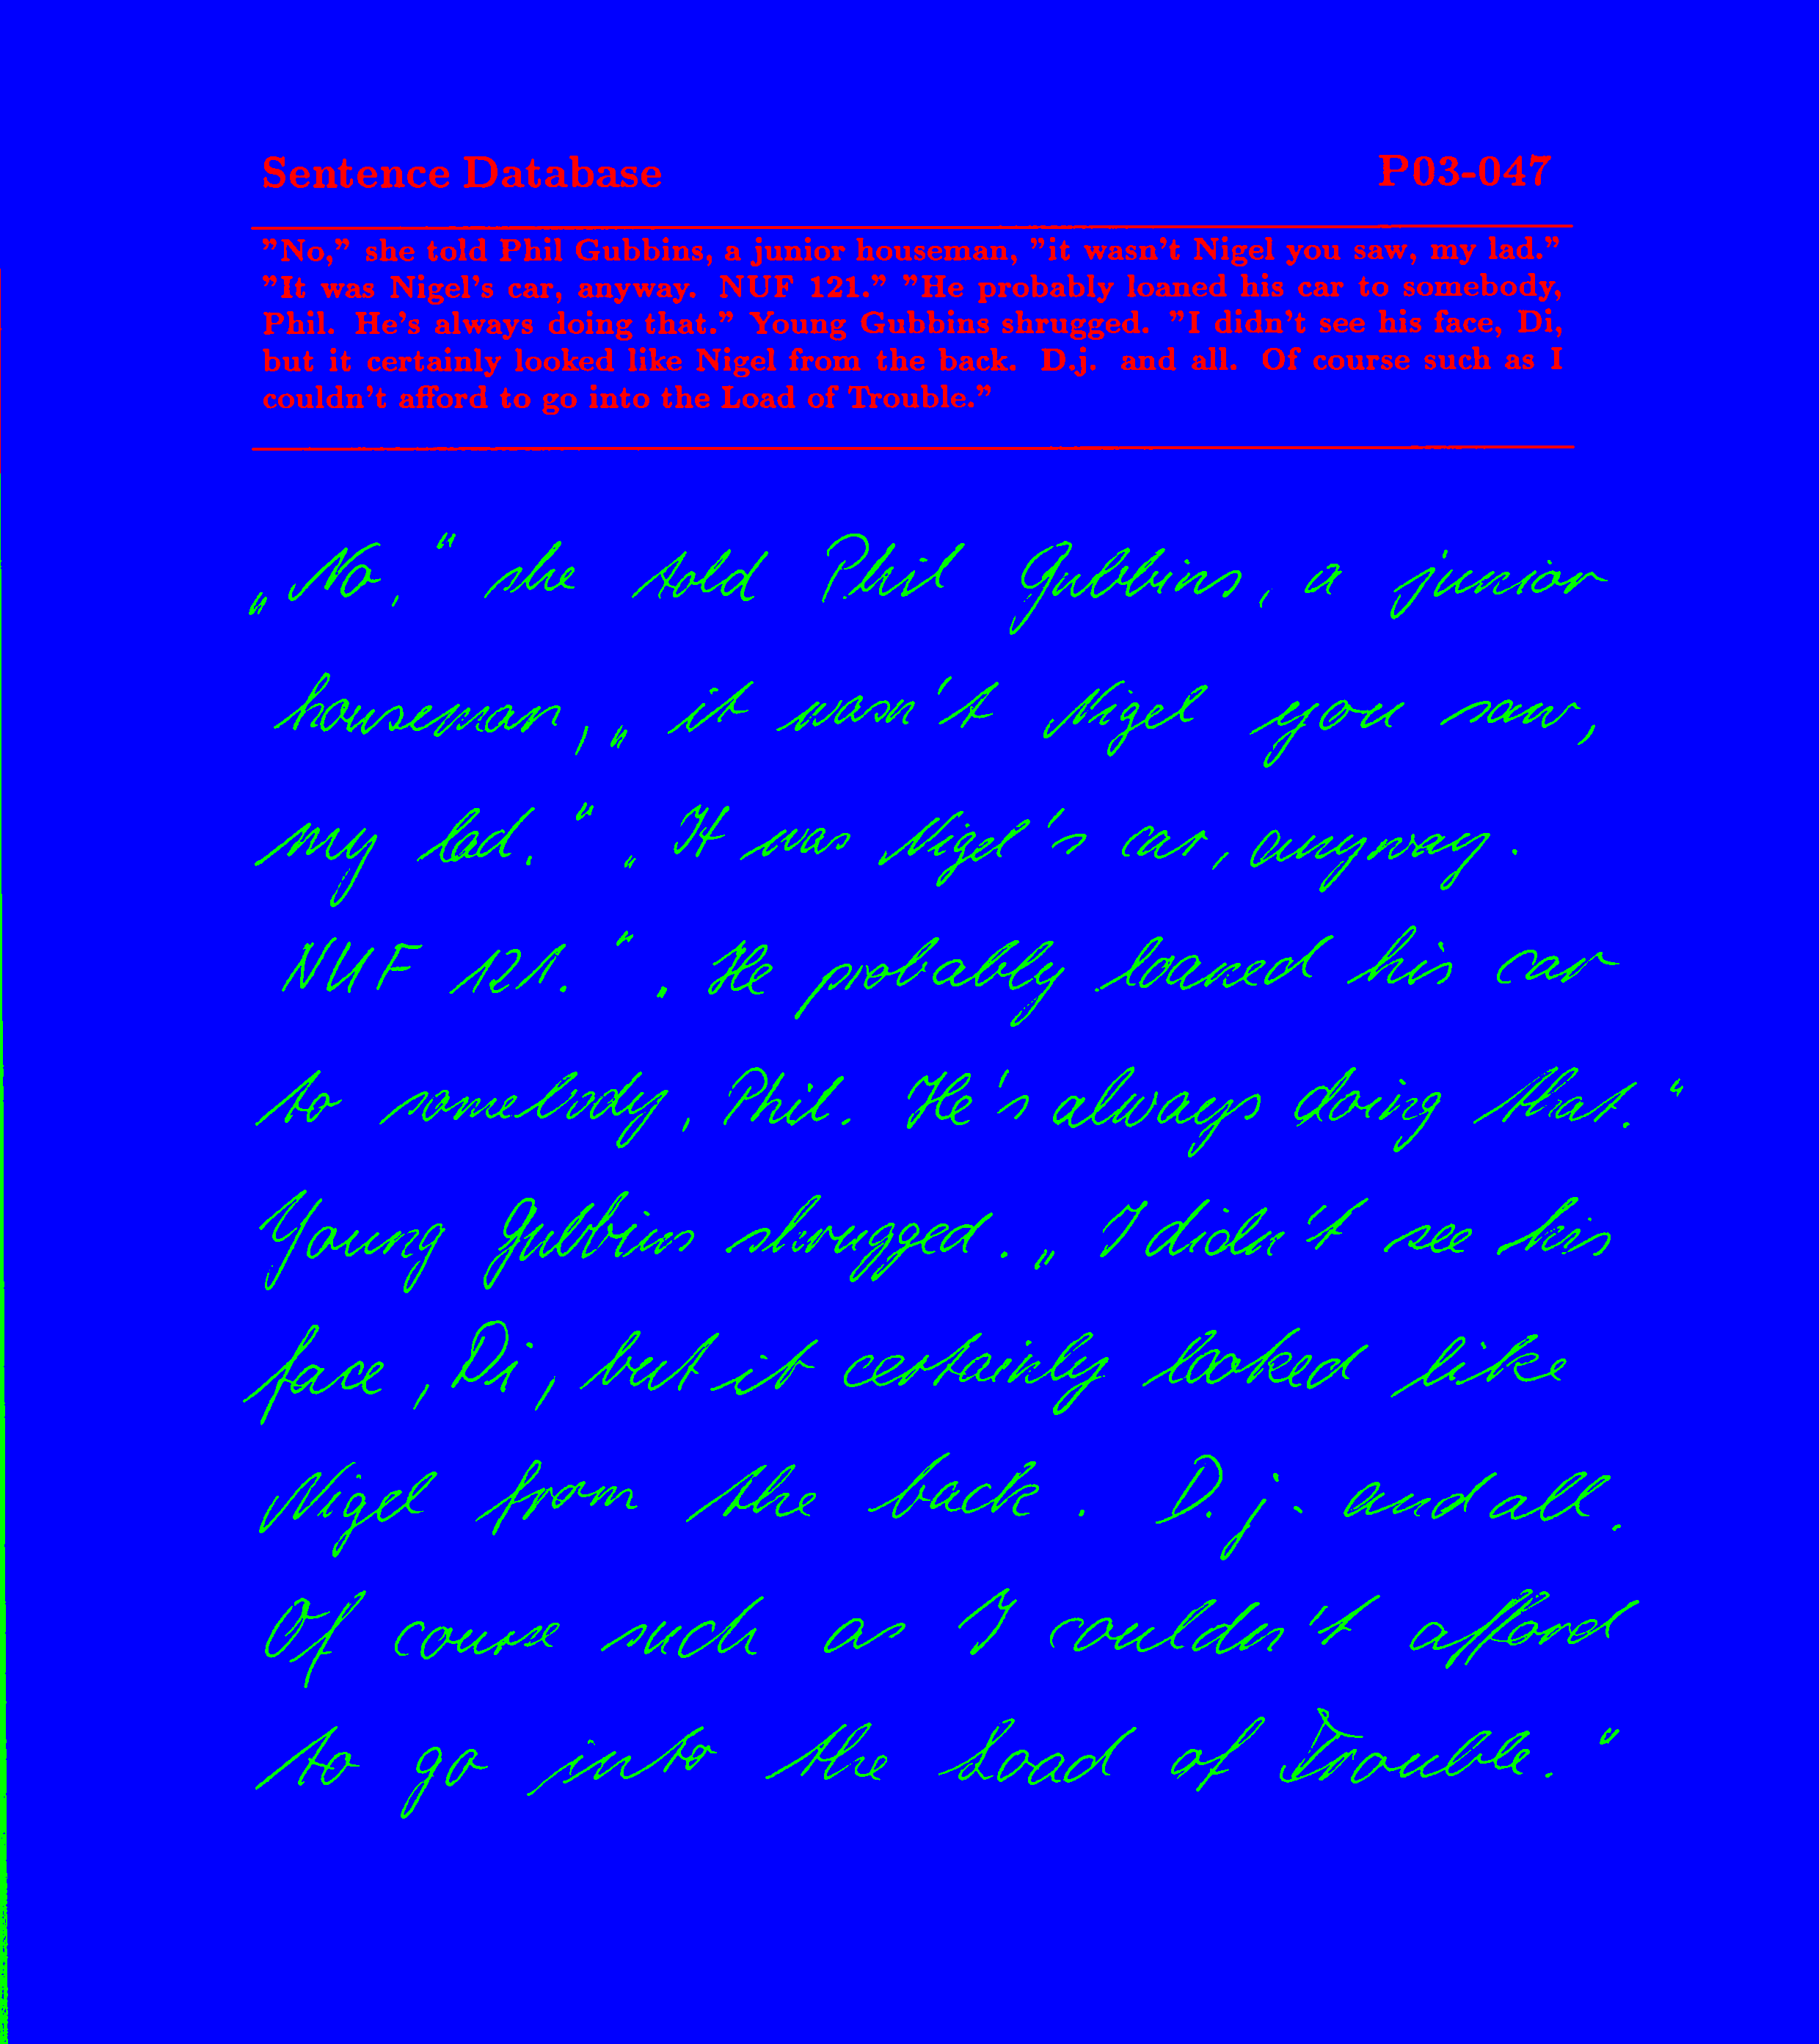 Sentence Database P03-047
"No," she told Phil Gubbins, a junior houseman, "it wasn't Nigel you saw, my lad."
"It was Nigel's car, anyway. NUF 121." "He probably loaned his car to somebody,
Phil. He's always doing that." Young Gubbins shrugged. "I didn't see his face, Di,
but it certainly looked like Nigel from the back. D.j. and all. Of course such as I
couldn't afford to go into the Load of Trouble."
„No,“ she told Phil Gubbins, a junior
houseman, „it wasn't Nigel you saw,
my lad.“ „It was Nigel's car, anyway.
NUF 121.“ „He probably loaned his car
to somebody, Phil. He's always doing that.“
Young Gubbins shrugged. „I didn't see his
face, Di, but it certainly looked like
Nigel from the back. D.j. and all.
Of course such as I couldn't afford
to go into the Load of Trouble.“